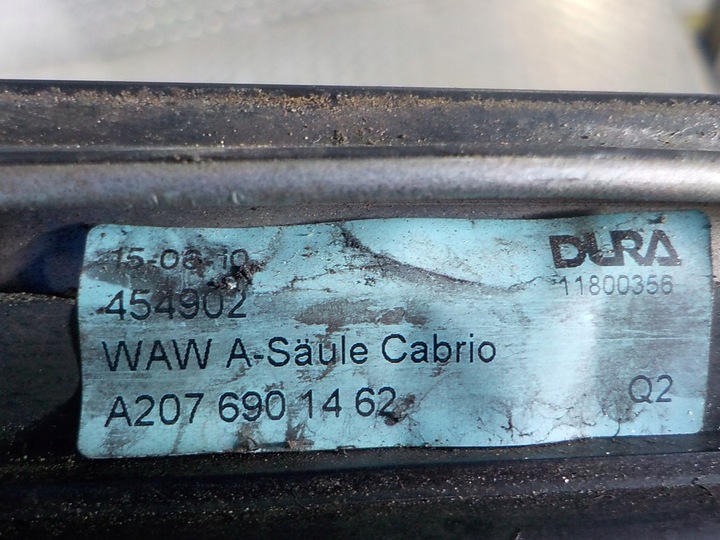 15-06-10
DURA
454902
11800356
WAW A-Säule Cabrio
A207 690 14 62
Q2